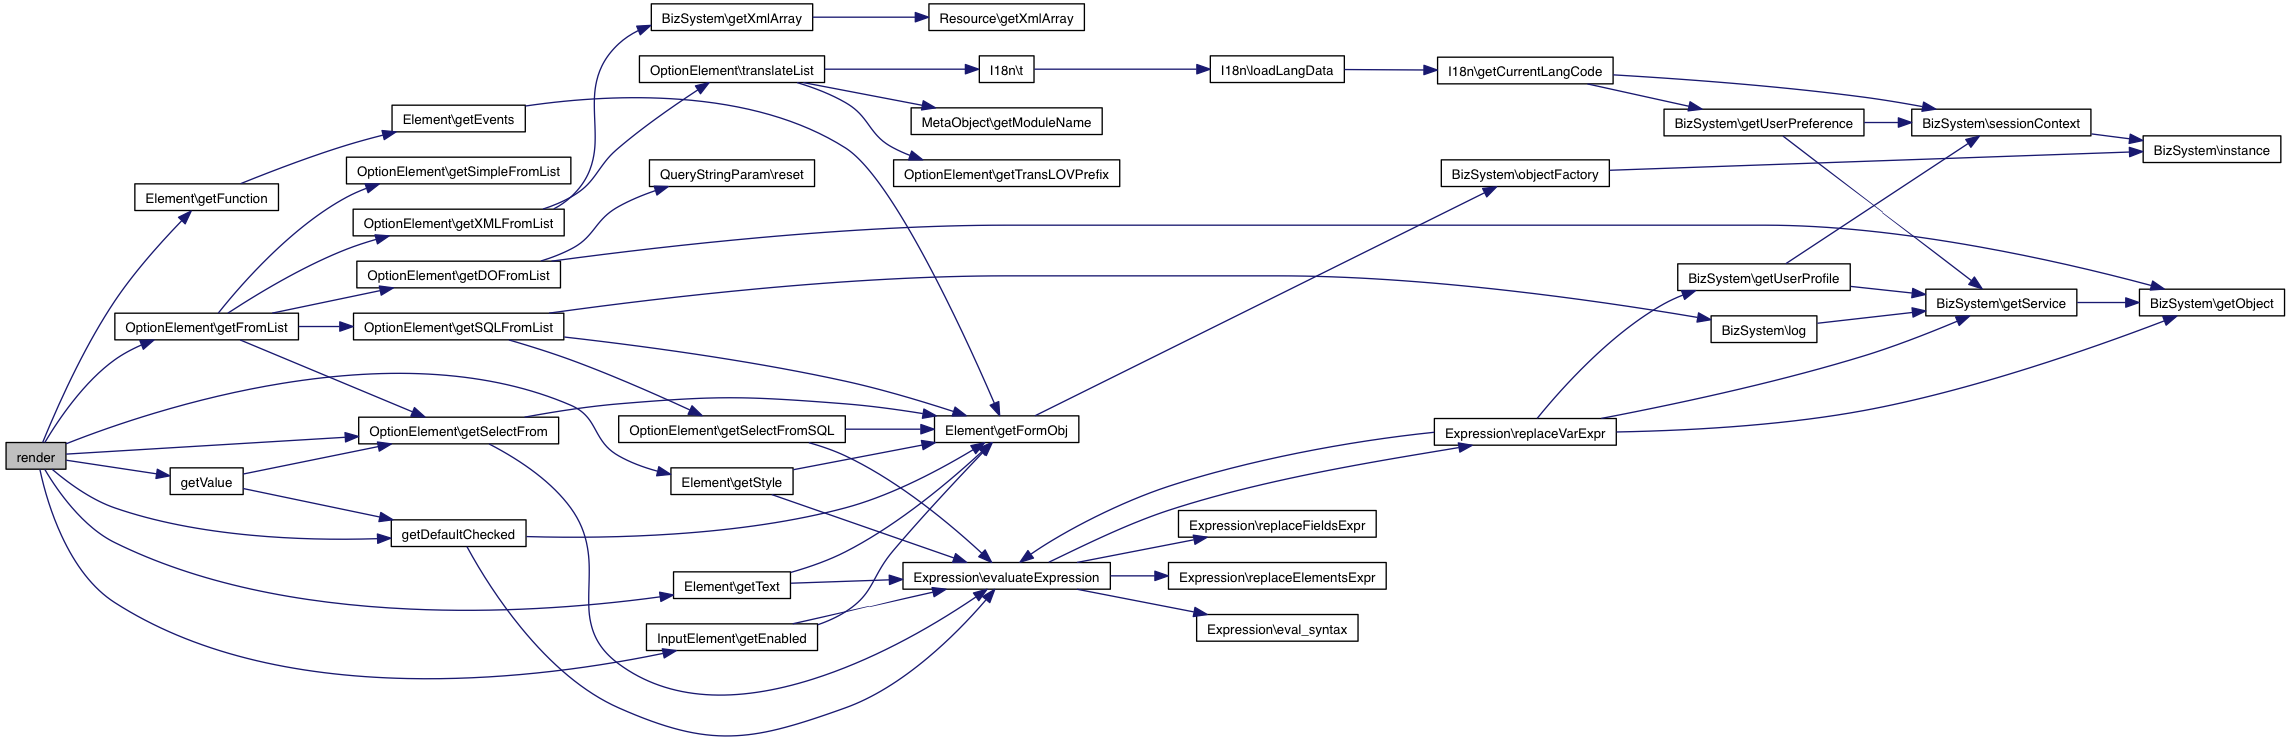 render
Element\getFunction
OptionElement\getFromList
getValue
Element\getEvents
OptionElement\getSimpleFromList
OptionElement\getXMLFromList
OptionElement\getDOFromList
OptionElement\getSQLFromList
OptionElement\getSelectFrom
getDefaultChecked
BizSystem\getXmlArray
OptionElement\translateList
QueryStringParam\reset
OptionElement\getSelectFromSQL
Element\getStyle
Element\getText
InputElement\getEnabled
Resource\getXmlArray
I18n\t
MetaObject\getModuleName
OptionElement\getTransLOVPrefix
Element\getFormObj
Expression\evaluateExpression
I18n\loadLangData
Expression\replaceFieldsExpr
Expression\replaceElementsExpr
Expression\eval_syntax
I18n\getCurrentLangCode
BizSystem\objectFactory
Expression\replaceVarExpr
BizSystem\getUserPreference
BizSystem\getUserProfile
BizSystem\log
BizSystem\sessionContext
BizSystem\getService
BizSystem\instance
BizSystem\getObject